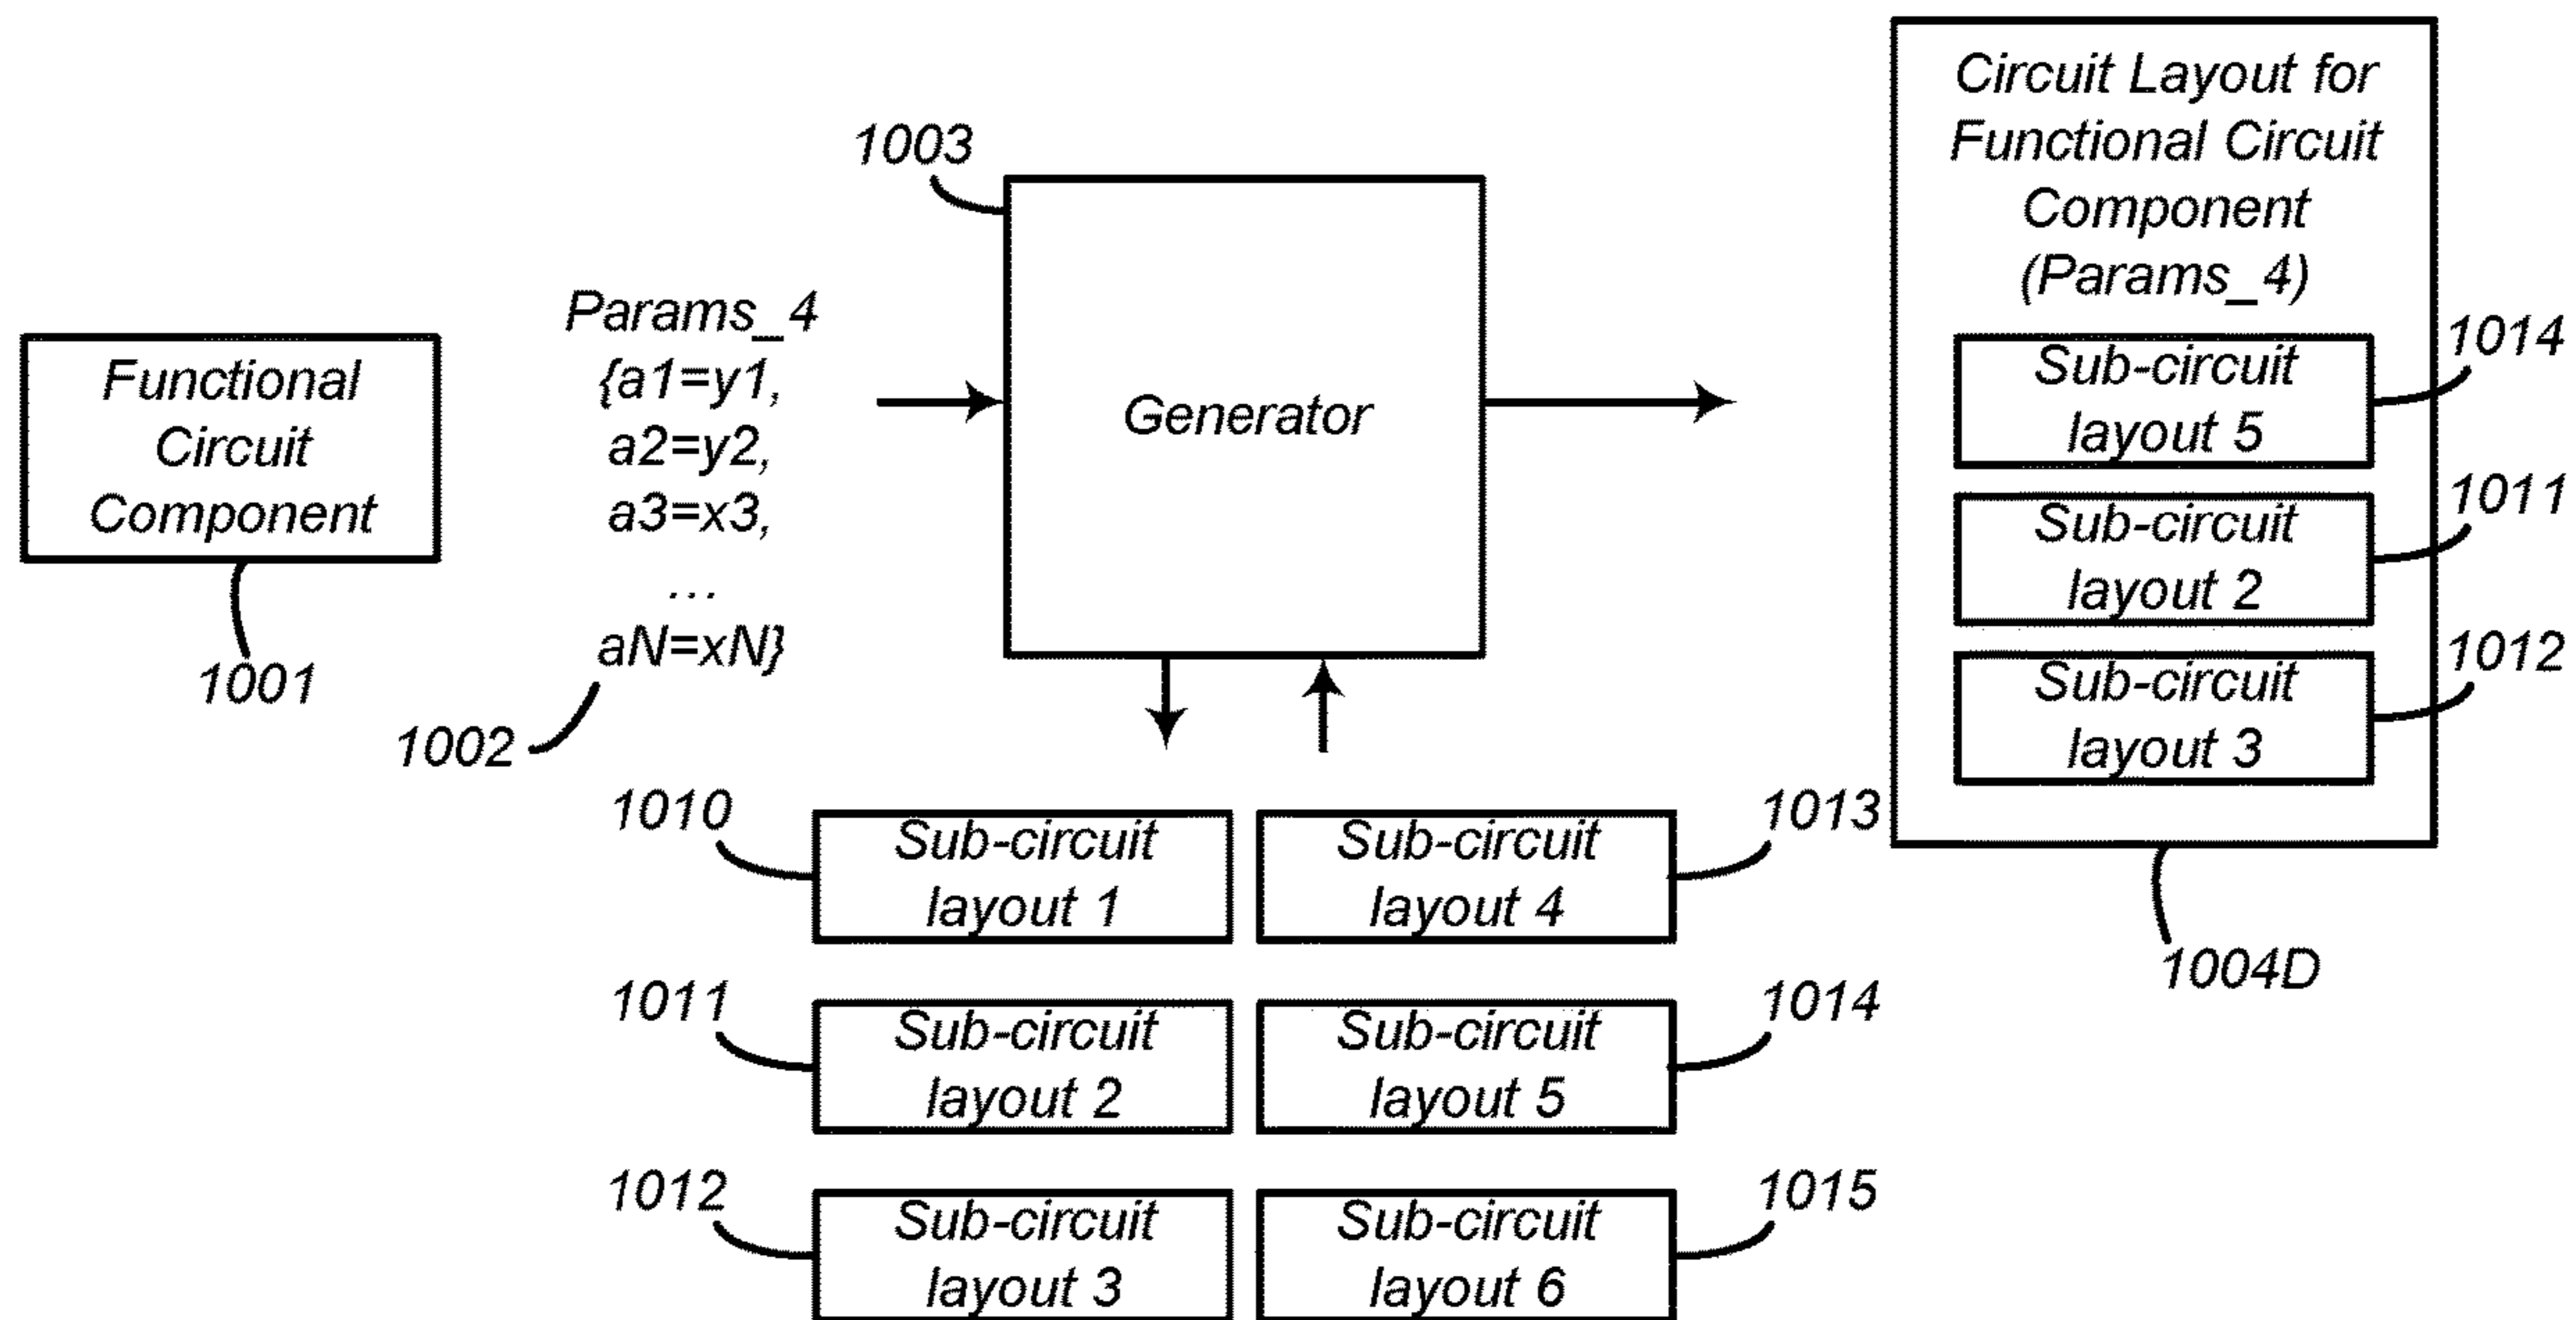 Functional
Circuit
Component
1001
Params_4
{a1=y1,
a2=y2,
a3=x3,
...
aN=xN}
1002
1003
Generator
1010
Sub-circuit
layout 1
1011
Sub-circuit
layout 2
1012
Sub-circuit
layout 3
Sub-circuit
layout 4
1013
Sub-circuit
layout 5
1014
Sub-circuit
layout 6
1015
Circuit Layout for
Functional Circuit
Component
(Params_4)
Sub-circuit
layout 5
1014
Sub-circuit
layout 2
1011
Sub-circuit
layout 3
1012
1004D